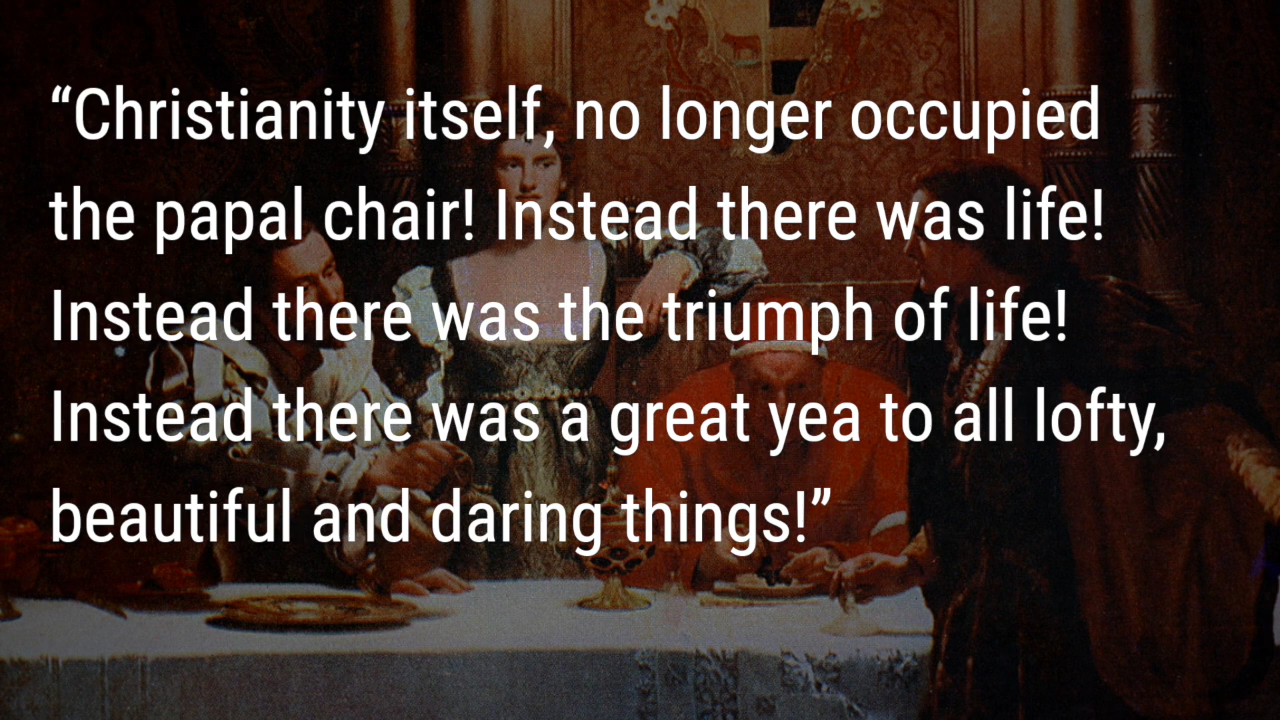 “Christianity itself, no longer occupied
the papal chair! Instead there was life!
Instead there was the triumph of life!
Instead there was a great yea to all lofty,
beautiful and daring things!”